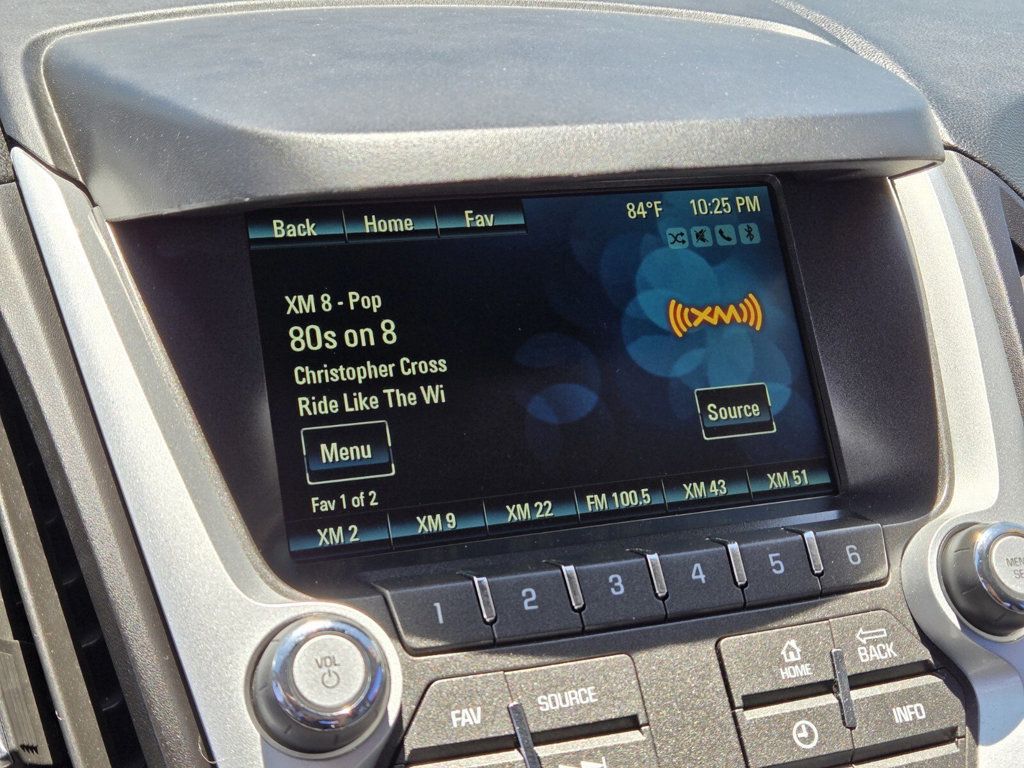 Back Home Fav 84°F 10:25 PM
XM 8 - Pop
80s on 8
XM
Christopher Cross
Ride Like The Wi
Menu Source
Fav 1 of 2
XM 2 XM 9 XM 22 FM 100.5 XM 43 XM 51
1 2 3 4 5 6
VOL
FAV SOURCE
HOME BACK
INFO